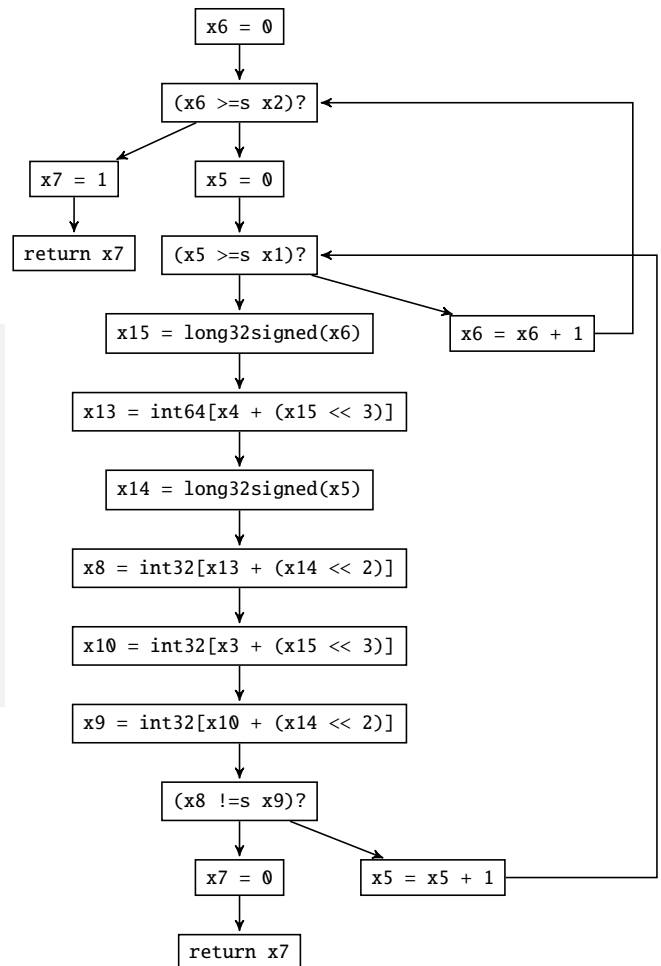 x6 = 0
(x6 >=s x2)?
x7 = 1
x5 = 0
return x7
(x5 >=s x1)?
x15 = long32signed(x6)
x6 = x6 + 1
x13 = int64[x4 + (x15 << 3)]
x14 = long32signed(x5)
x8 = int32[x13 + (x14 << 2)]
x10 = int32[x3 + (x15 << 3)]
x9 = int32[x10 + (x14 << 2)]
(x8 !=s x9)?
x7 = 0
x5 = x5 + 1
return x7